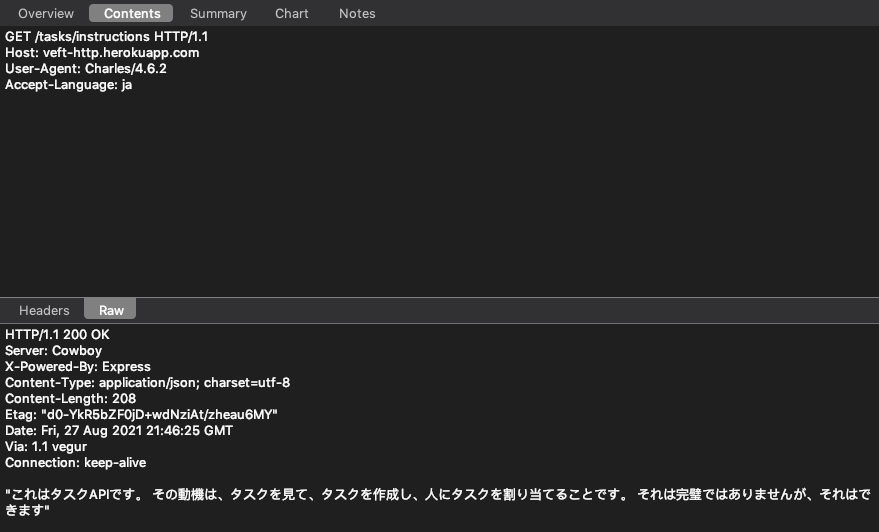 Overview Contents Summary Chart Notes
GET /tasks/instructions HTTP/1.1
Host: veft-http.herokuapp.com
User-Agent: Charles/4.6.2
Accept-Language: ja
Headers Raw
HTTP/1.1 200 OK
Server: Cowboy
X-Powered-By: Express
Content-Type: application/json; charset=utf-8
Content-Length: 208
Etag: "d0-YkR5bZF0jD+wdNziAt/zheau6MY"
Date: Fri, 27 Aug 2021 21:46:25 GMT
Via: 1.1 vegur
Connection: keep-alive
"これはタスクAPIです。 その動機は、タスクを見て、タスクを作成し、人にタスクを割り当てることです。 それは完璧ではありませんが、それはで
きます"